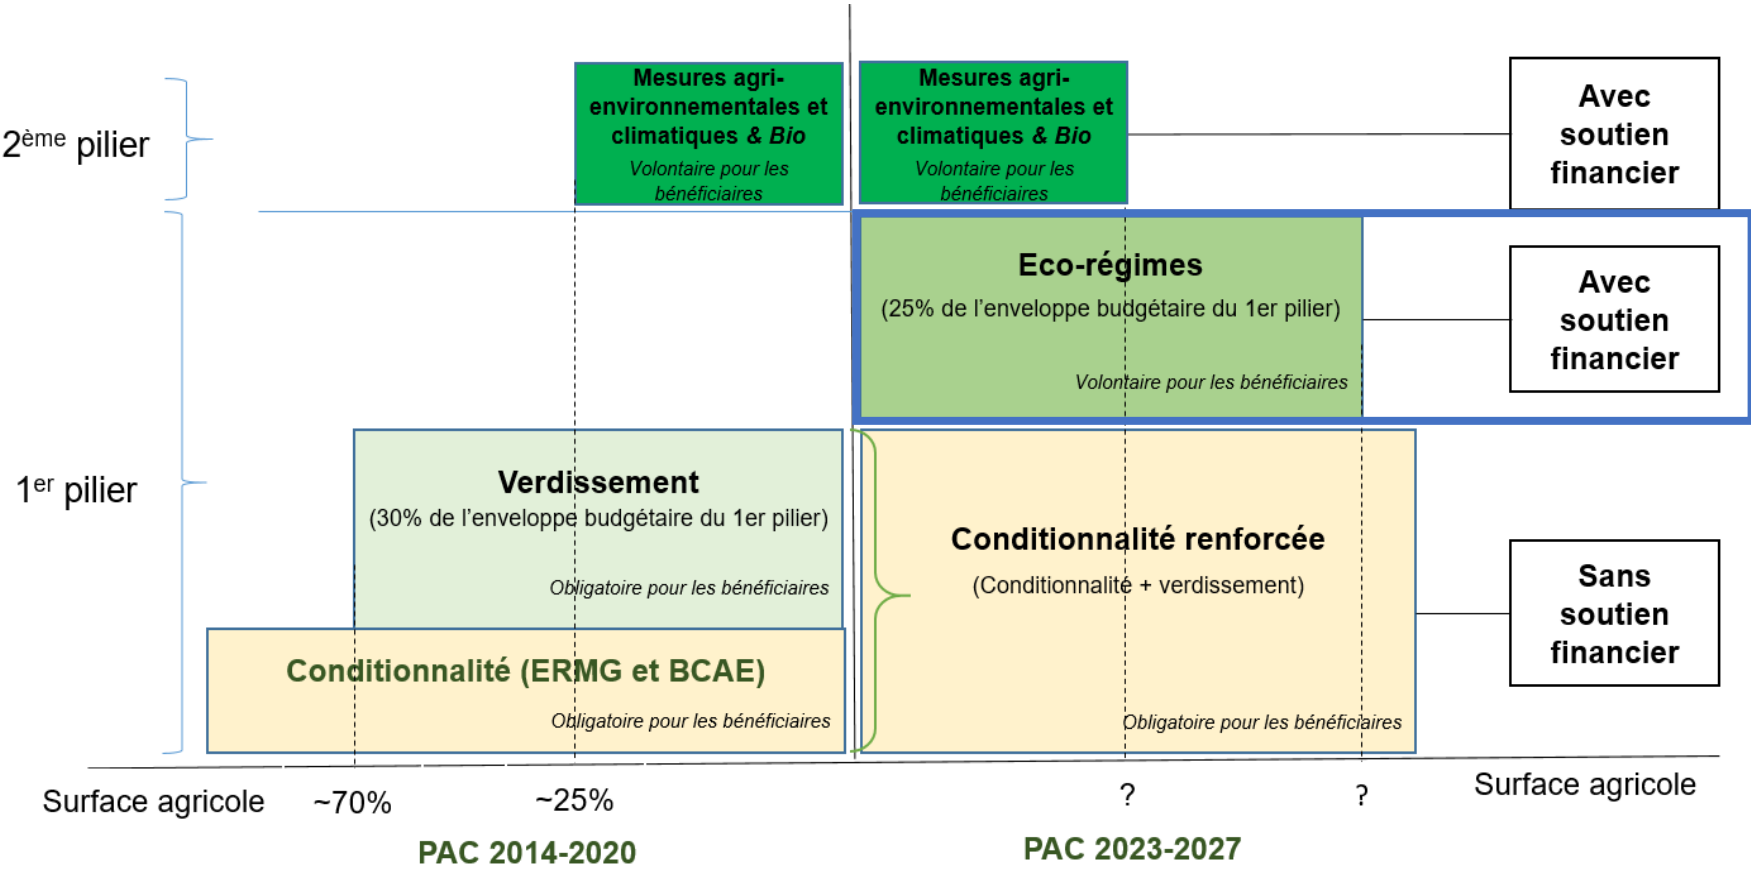 2ème pilier
Mesures agri-
environnementales et
climatiques & Bio
Volontaire pour les
bénéficiaires
Mesures agri-
environnementales et
climatiques & Bio
Volontaire pour les
bénéficiaires
Avec
soutien
financier
Eco-régimes
(25% de l'enveloppe budgétaire du 1er pilier)
Volontaire pour les bénéficiaires
Avec
soutien
financier
1er pilier
Verdissement
(30% de l'enveloppe budgétaire du 1er pilier)
Obligatoire pour les bénéficiaires
Conditionnalité (ERMG et BCAE)
Obligatoire pour les bénéficiaires
Conditionnalité renforcée
(Conditionnalité + verdissement)
Obligatoire pour les bénéficiaires
Sans
soutien
financier
Surface agricole
~70%
~25%
?
?
Surface agricole
PAC 2014-2020
PAC 2023-2027